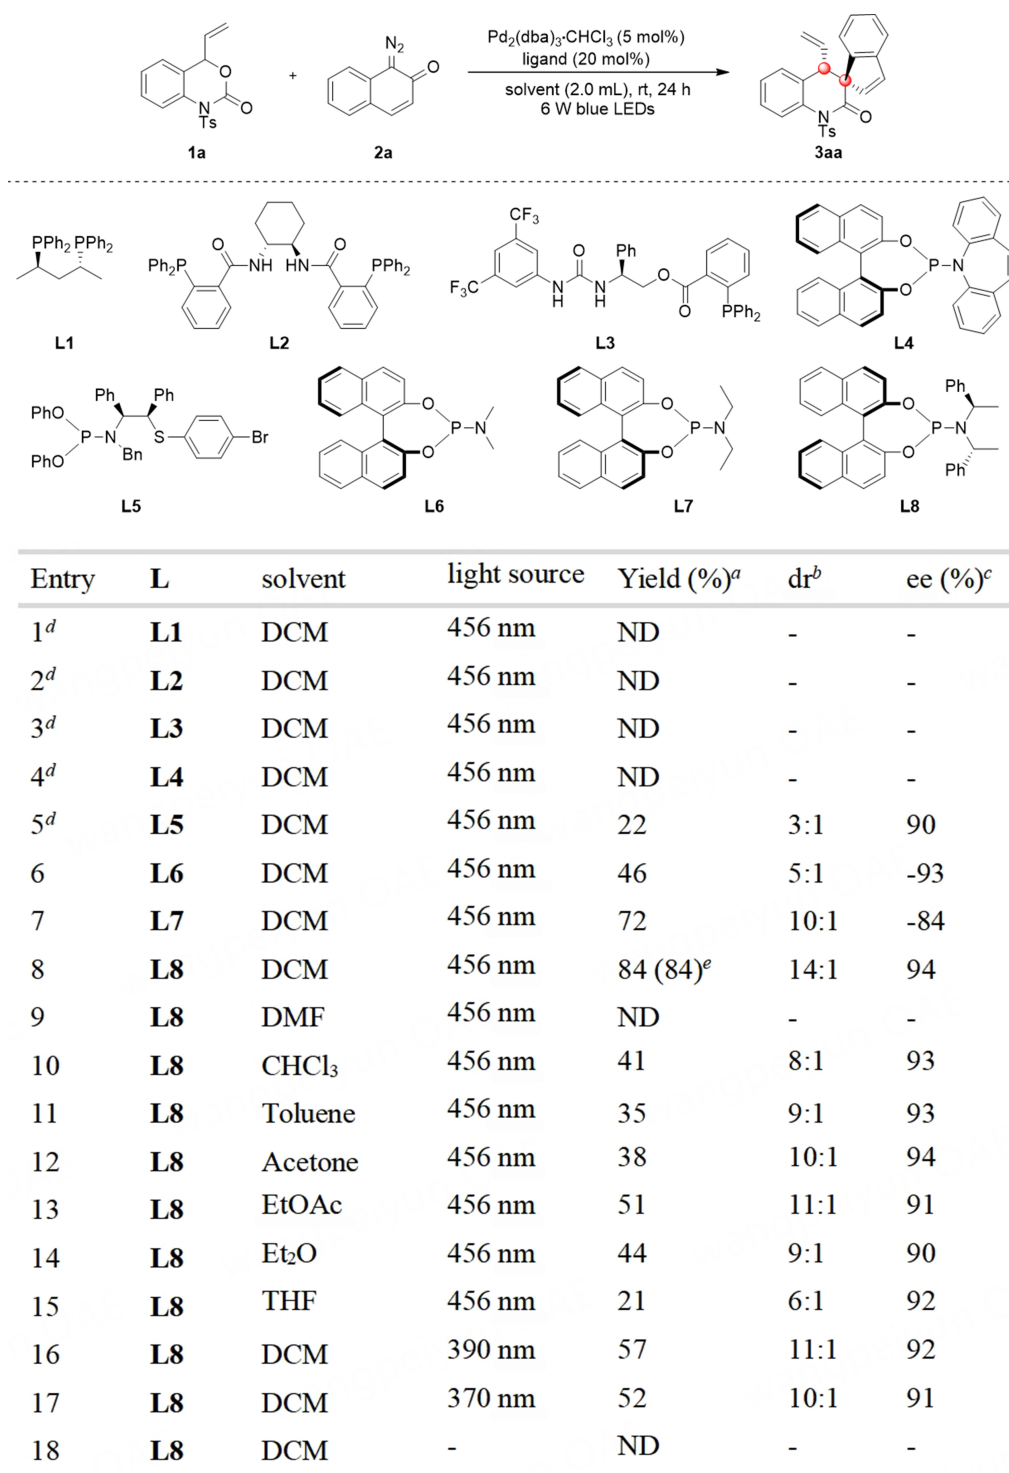 N2
O
O
N
Ts
O
1a
+
2a
Pd2(dba)3·CHCl3 (5 mol%)
ligand (20 mol%)
solvent (2.0 mL), rt, 24 h
6 W blue LEDs
N
Ts
O
3aa
PPh2 PPh2
L1
PPh2
O
NH
HN
O
PPh2
L2
CF3
F3C
N
H
O
N
H
Ph
O
O
PPh2
L3
O
O
P
N
L4
Ph
Ph
PhO
PhO
P
N
Bn
S
Br
L5
O
O
P
N
L6
O
O
P
N
L7
O
O
P
N
Ph
Ph
L8
Entry L solvent light source Yield (%)a drb ee (%)c
1d L1 DCM 456 nm ND - -
2d L2 DCM 456 nm ND - -
3d L3 DCM 456 nm ND - -
4d L4 DCM 456 nm ND - -
5d L5 DCM 456 nm 22 3:1 90
6 L6 DCM 456 nm 46 5:1 -93
7 L7 DCM 456 nm 72 10:1 -84
8 L8 DCM 456 nm 84 (84)e 14:1 94
9 L8 DMF 456 nm ND - -
10 L8 CHCl3 456 nm 41 8:1 93
11 L8 Toluene 456 nm 35 9:1 93
12 L8 Acetone 456 nm 38 10:1 94
13 L8 EtOAc 456 nm 51 11:1 91
14 L8 Et2O 456 nm 44 9:1 90
15 L8 THF 456 nm 21 6:1 92
16 L8 DCM 390 nm 57 11:1 92
17 L8 DCM 370 nm 52 10:1 91
18 L8 DCM - ND - -